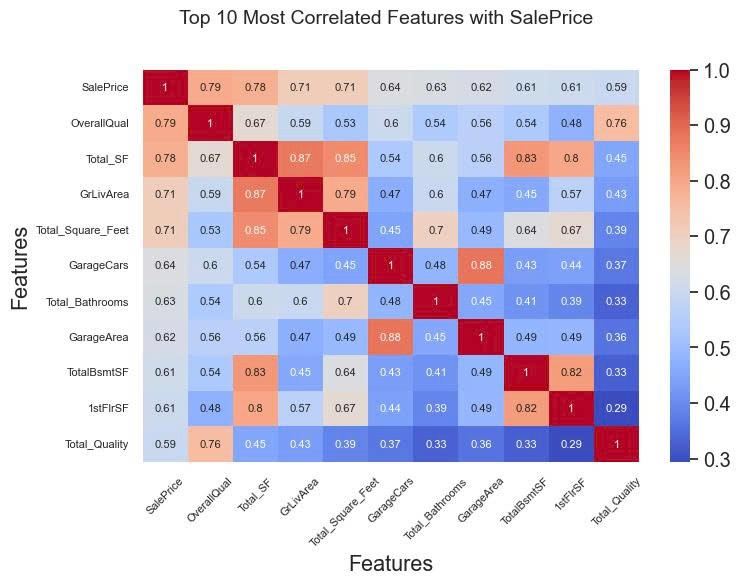 Top 10 Most Correlated Features with SalePrice
SalePrice 1 0.79 0.78 0.71 0.71 0.64 0.63 0.62 0.61 0.61 0.59
OverallQual 0.79 1 0.67 0.59 0.53 0.6 0.54 0.56 0.54 0.48 0.76
Total_SF 0.78 0.67 1 0.87 0.85 0.54 0.6 0.56 0.83 0.8 0.45
GrLivArea 0.71 0.59 0.87 1 0.79 0.47 0.6 0.47 0.45 0.57 0.43
Total_Square_Feet 0.71 0.53 0.85 0.79 1 0.45 0.7 0.49 0.64 0.67 0.39
GarageCars 0.64 0.6 0.54 0.47 0.45 1 0.48 0.88 0.43 0.44 0.37
Total_Bathrooms 0.63 0.54 0.6 0.6 0.7 0.48 1 0.45 0.41 0.39 0.33
GarageArea 0.62 0.56 0.56 0.47 0.49 0.88 0.45 1 0.49 0.49 0.36
TotalBsmtSF 0.61 0.54 0.83 0.45 0.64 0.43 0.41 0.49 1 0.82 0.33
1stFlrSF 0.61 0.48 0.8 0.57 0.67 0.44 0.39 0.49 0.82 1 0.29
Total_Quality 0.59 0.76 0.45 0.43 0.39 0.37 0.33 0.36 0.33 0.29 1
SalePrice OverallQual Total_SF GrLivArea Total_Square_Feet GarageCars Total_Bathrooms GarageArea TotalBsmtSF 1stFlrSF Total_Quality
Features
Features
1.0
0.9
0.8
0.7
0.6
0.5
0.4
0.3